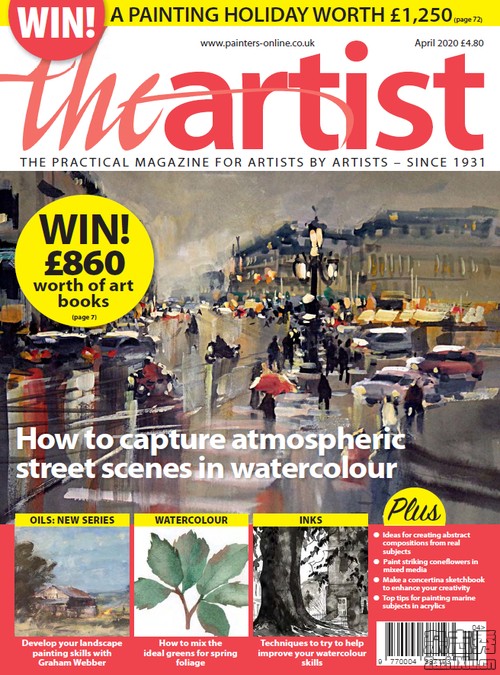 WIN!
A PAINTING HOLIDAY WORTH £1,250 (page 72)
www.painters-online.co.uk
April 2020 £4.80
the artist
THE PRACTICAL MAGAZINE FOR ARTISTS BY ARTISTS – SINCE 1931
WIN!
£860
worth of art
books
(page 7)
How to capture atmospheric
street scenes in watercolour
Plus
OILS: NEW SERIES
WATERCOLOUR
INKS
Develop your landscape
painting skills with
Graham Webber
How to mix the
ideal greens for spring
foliage
Techniques to try to help
improve your watercolour
skills
Ideas for creating abstract
compositions from real
subjects
Paint striking coneflowers in
mixed media
Make a concertina sketchbook
to enhance your creativity
Top tips for painting marine
subjects in acrylics
04
9 770004